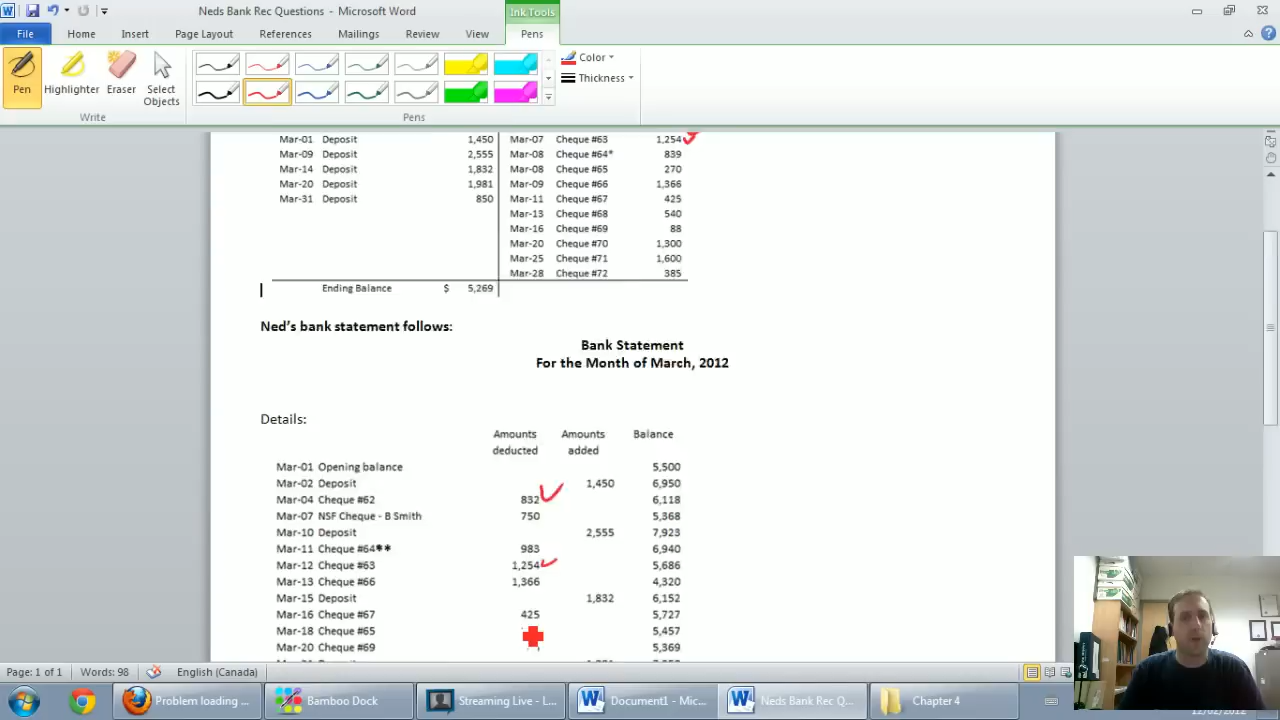 Neds Bank Rec Questions - Microsoft Word
Ink Tools
File Home Insert Page Layout References Mailings Review View Pens
Pen Highlighter Eraser Select Objects
Color
Thickness
Write Pens
Mar-01 Deposit 1,450 Mar-07 Cheque #63 1,254
Mar-09 Deposit 2,555 Mar-08 Cheque #64* 839
Mar-14 Deposit 1,832 Mar-08 Cheque #65 270
Mar-20 Deposit 1,981 Mar-09 Cheque #66 1,366
Mar-31 Deposit 850 Mar-11 Cheque #67 425
Mar-13 Cheque #68 540
Mar-16 Cheque #69 88
Mar-20 Cheque #70 1,300
Mar-25 Cheque #71 1,600
Mar-28 Cheque #72 385
Ending Balance $ 5,269
Ned's bank statement follows:
Bank Statement
For the Month of March, 2012
Details:
Amounts deducted Amounts added Balance
Mar-01 Opening balance 5,500
Mar-02 Deposit 1,450 6,950
Mar-04 Cheque #62 832 6,118
Mar-07 NSF Cheque - B Smith 750 5,368
Mar-10 Deposit 2,555 7,923
Mar-11 Cheque #64** 983 6,940
Mar-12 Cheque #63 1,254 5,686
Mar-13 Cheque #66 1,366 4,320
Mar-15 Deposit 1,832 6,152
Mar-16 Cheque #67 425 5,727
Mar-18 Cheque #65 5,457
Mar-20 Cheque #69 5,369
Page: 1 of 1 Words: 98 English (Canada)
Problem loading ... Bamboo Dock Streaming Live - L... Document1 - Mic... Neds Bank Rec Q... Chapter 4